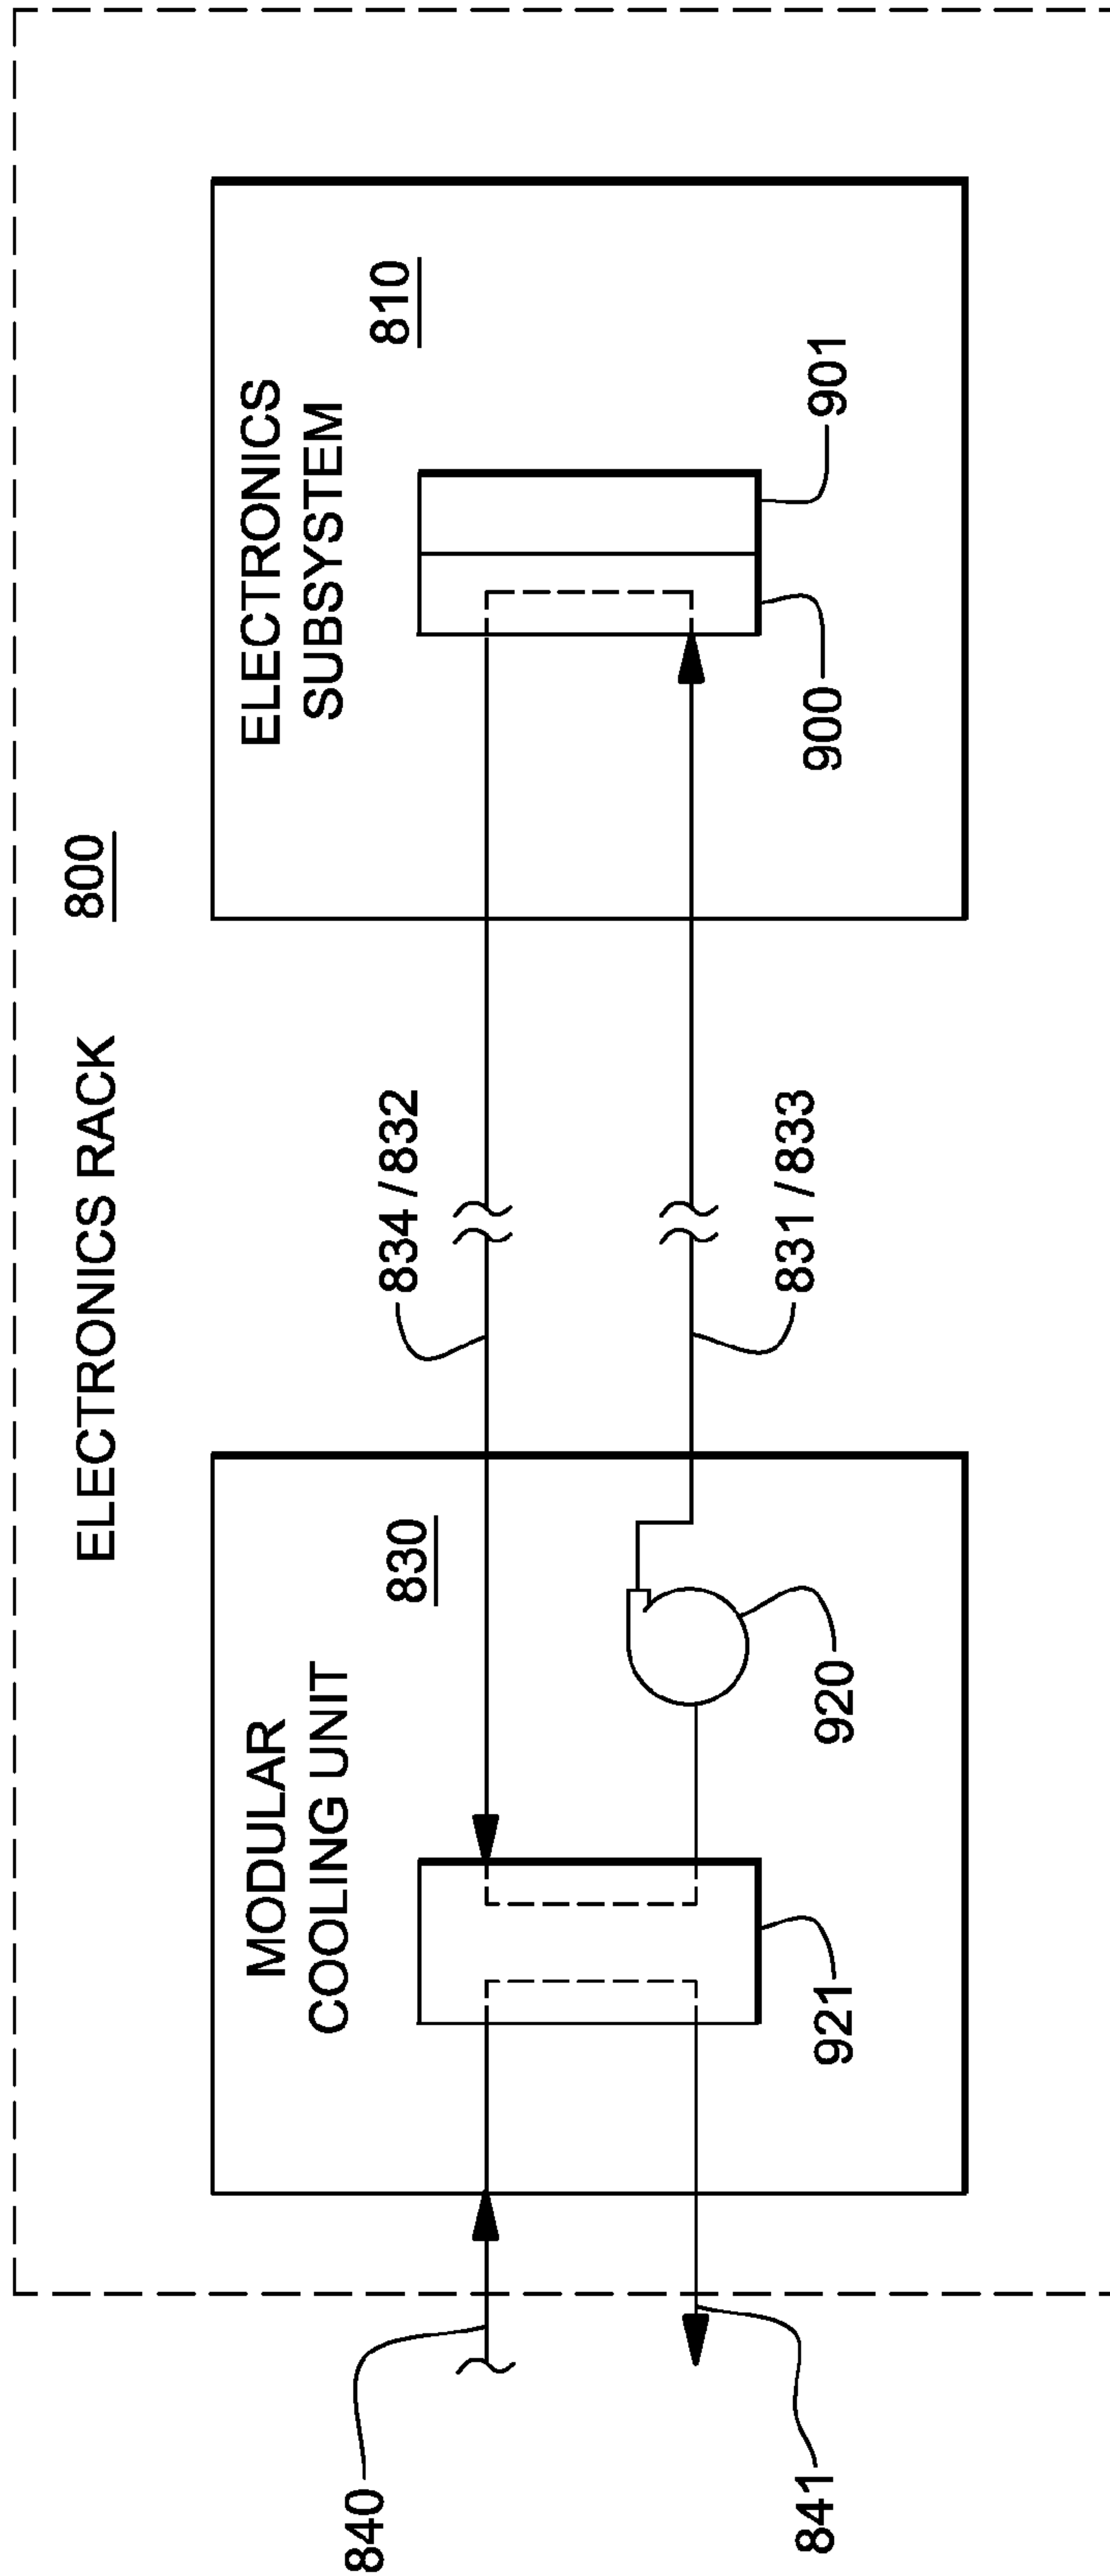 ELECTRONICS RACK 800
MODULAR
COOLING UNIT
830
ELECTRONICS
SUBSYSTEM
810
840
841
834 / 832
831 / 833
921
920
900
901